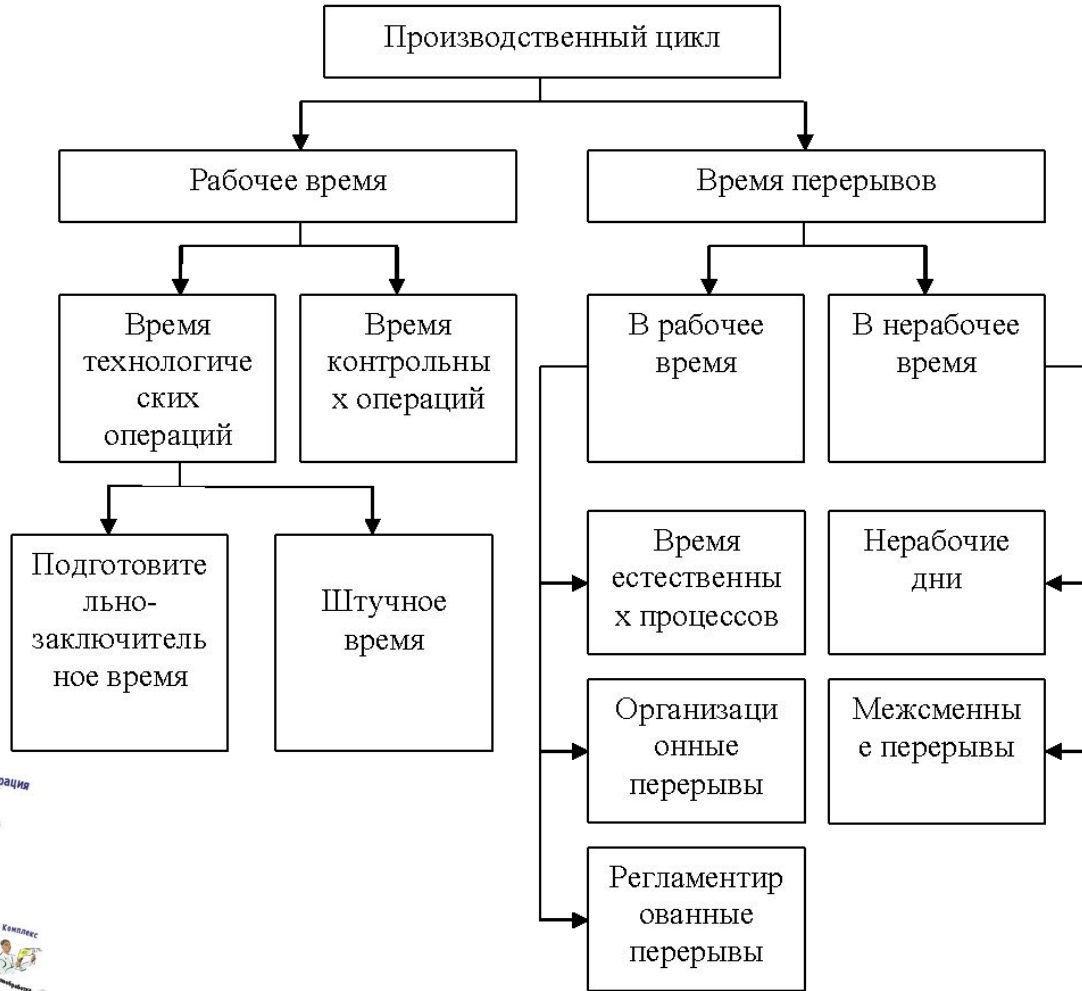 Производственный цикл
Рабочее время
Время перерывов
Время
технологиче
ских
операций
Время
контрольны
х операций
В рабочее
время
В нерабочее
время
Подготовите
льно-
заключитель
ное время
Штучное
время
Время
естественны
х процессов
Нерабочие
дни
Организаци
онные
перерывы
Межсменны
е перерывы
Регламентир
ованные
перерывы
Комплекс